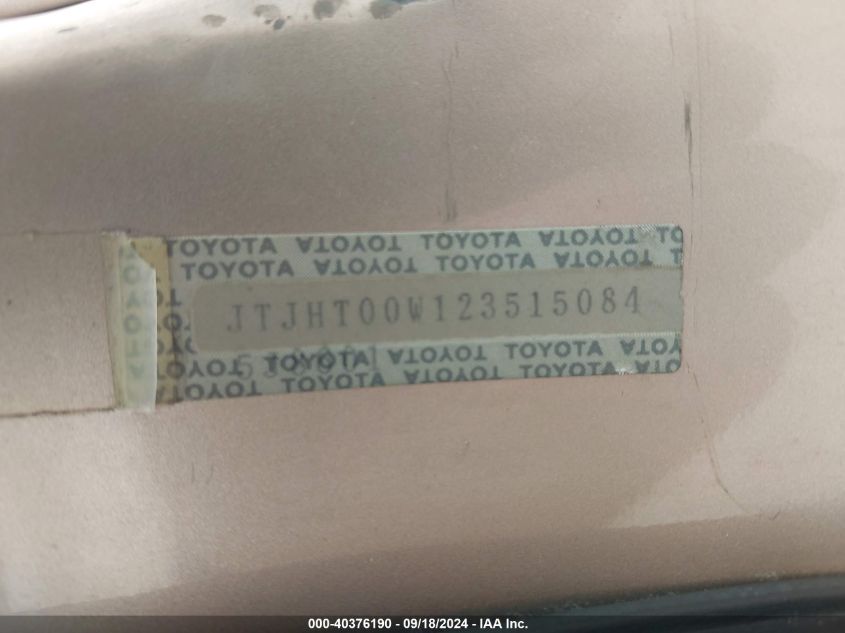 TOYOTA TOYOTA TOYOTA TOYOTA TO
TOYOTA TOYOTA TOYOTA TOYOTA T
JTJHT00W123515084
TOYOTA TOYOTA TOYOTA TOYOTA
TOYOTA TOYOTA TOYOTA TOYOTA TOYOTA
000-40376190 - 09/18/2024 - IAA Inc.